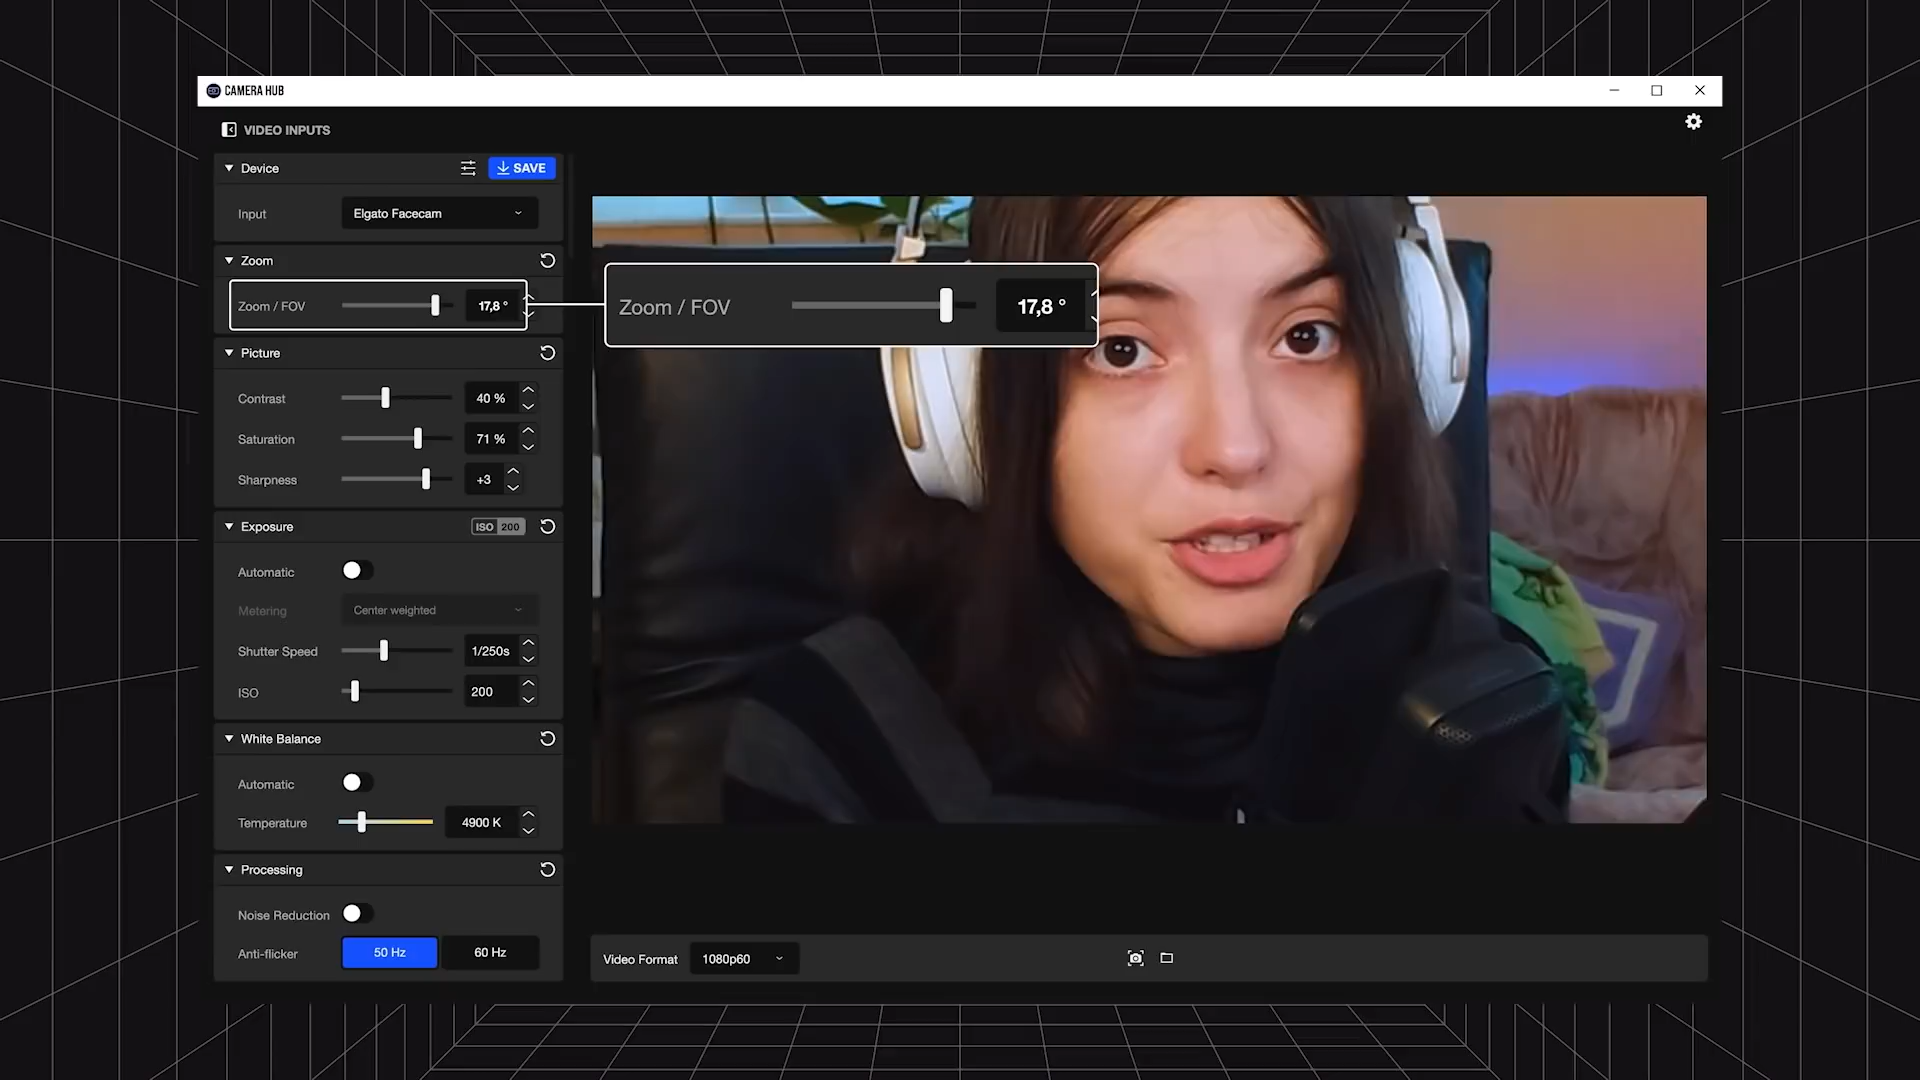 CAMERA HUB
VIDEO INPUTS
Device
SAVE
Input
Elgato Facecam
Zoom
Zoom / FOV
17,8 °
Zoom / FOV
17,8 °
Picture
Contrast
40 %
Saturation
71 %
Sharpness
+3
Exposure
ISO 200
Automatic
Metering
Center weighted
Shutter Speed
1/250s
ISO
200
White Balance
Automatic
Temperature
4900 K
Processing
Noise Reduction
Anti-flicker
50 Hz
60 Hz
Video Format
1080p60